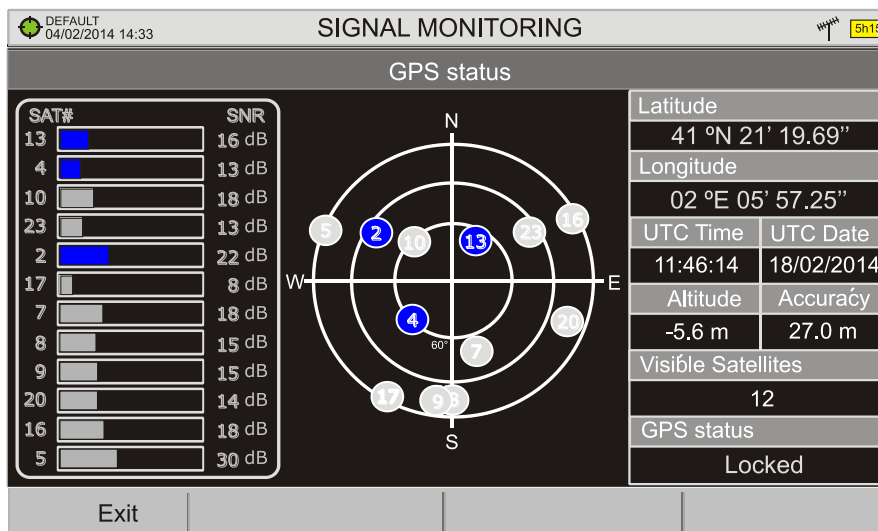 DEFAULT
04/02/2014 14:33
SIGNAL MONITORING
GPS status
SAT# SNR
13 16 dB
4 13 dB
10 18 dB
23 13 dB
2 22 dB
17 8 dB
7 18 dB
8 15 dB
9 15 dB
20 14 dB
16 18 dB
5 30 dB
N
5
2
10
13
23
16
W
E
4
20
60°
7
17
9
8
S
Latitude
41 ºN 21’ 19.69’’
Longitude
02 ºE 05’ 57.25’’
UTC Time UTC Date
11:46:14 18/02/2014
Altitude Accuraćy
-5.6 m 27.0 m
Visible Satellites
12
GPS status
Locked
Exit